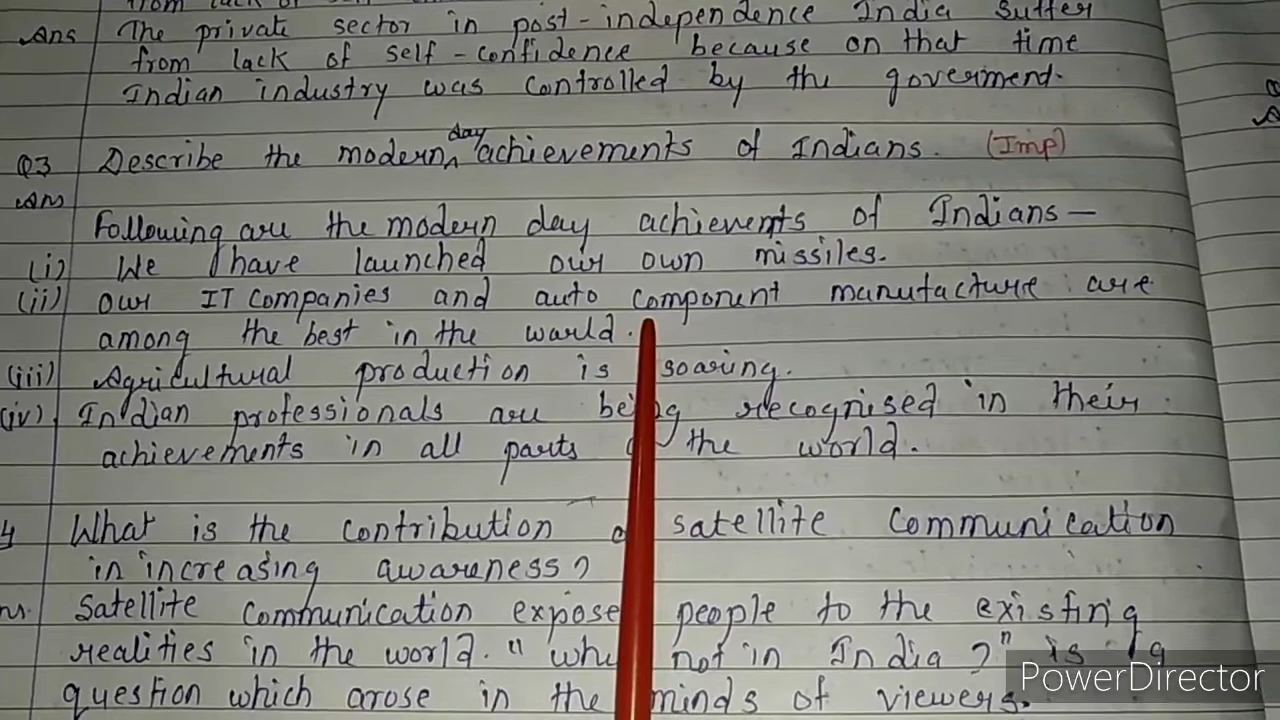 from lack of self
Ans The private sector in post-independence India suffer
from lack of self-confidence because on that time
Indian industry was controlled by the goverment.
Q3 Describe the modern day achievements of Indians. (Imp)
Ans
Following are the modern day achievemts of Indians—
(i) We have launched our own missiles.
(ii) our IT companies and auto component manufacture are
among the best in the world.
(iii) Agricultural production is soaring.
(iv) Indian professionals are being recognised in their
achievements in all parts the world.
What is the contribution satellite communication
in increasing awareness?
Satellite communication expose people to the existing
realities in the world. "why not in India?" is a
question which arose in the minds of viewers.
PowerDirector